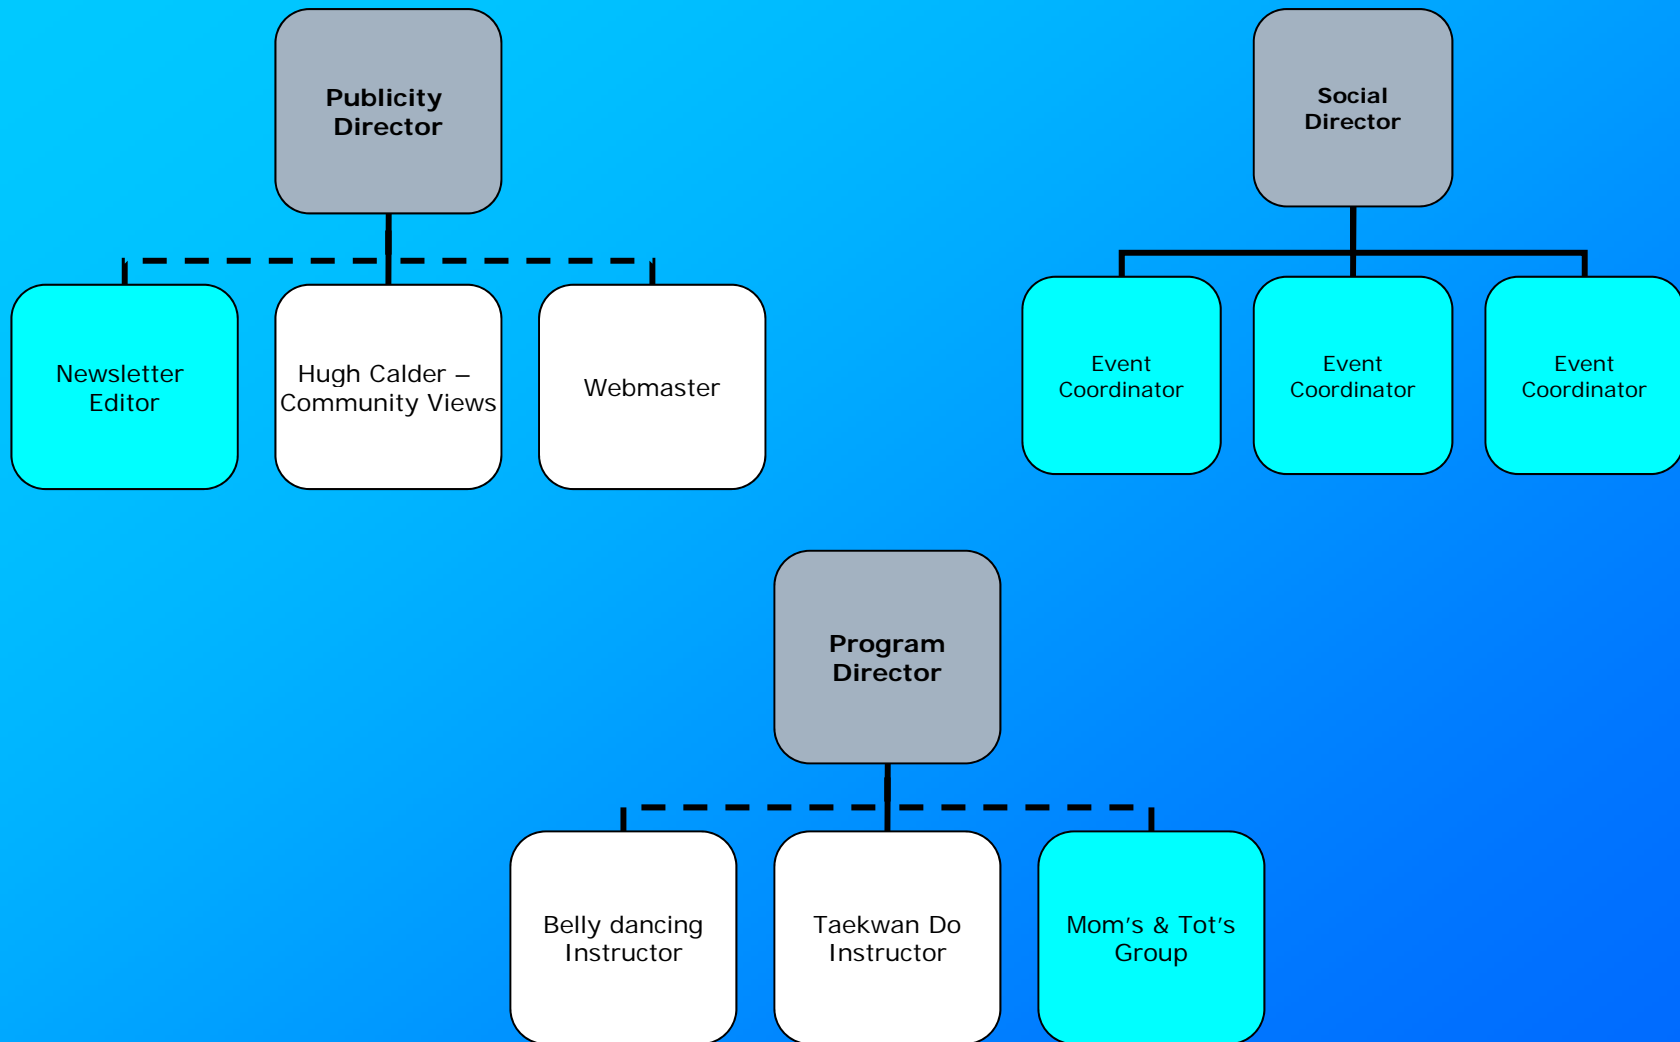 Publicity
Director
Social
Director
Newsletter
Editor
Hugh Calder –
Community Views
Webmaster
Event
Coordinator
Event
Coordinator
Event
Coordinator
Program
Director
Belly dancing
Instructor
Taekwan Do
Instructor
Mom’s & Tot’s
Group